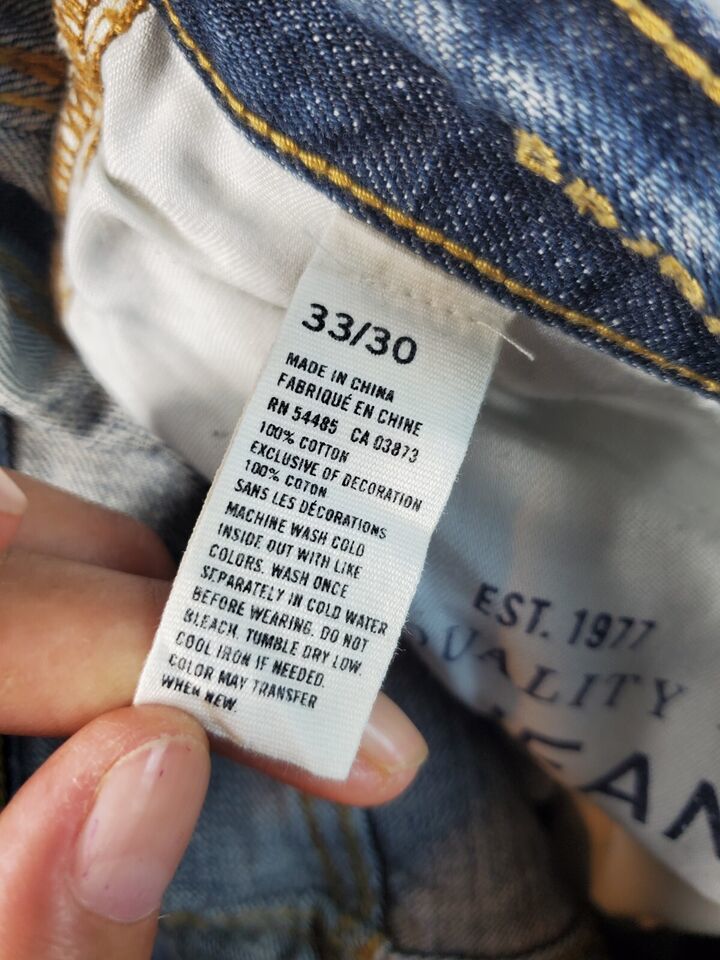 33/30
MADE IN CHINA
FABRIQUÉ EN CHINE
RN 54485 CA 03873
100% COTTON
EXCLUSIVE OF DECORATION
100% COTON
SANS LES DÉCORATIONS
MACHINE WASH COLD
INSIDE OUT WITH LIKE
COLORS. WASH ONCE
SEPARATELY IN COLD WATER
BEFORE WEARING. DO NOT
BLEACH. TUMBLE DRY LOW.
COOL IRON IF NEEDED.
COLOR MAY TRANSFER
WHEN NEW.
EST. 1977
QUALITY